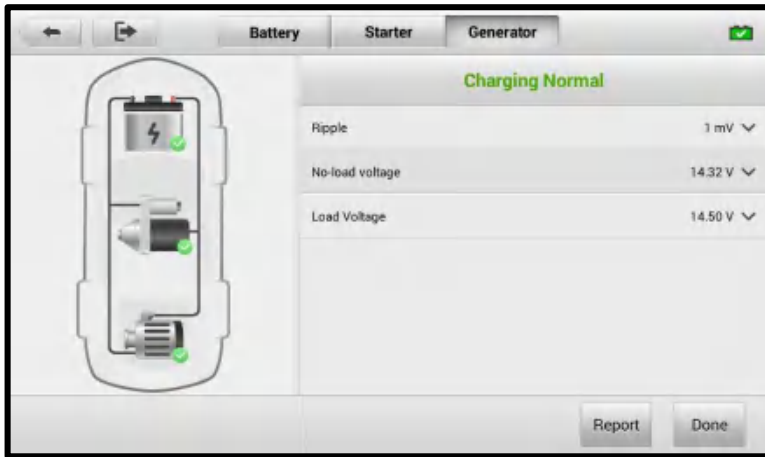 Battery Starter Generator
Charging Normal
Ripple 1 mV
No-load voltage 14.32 V
Load Voltage 14.50 V
Report Done